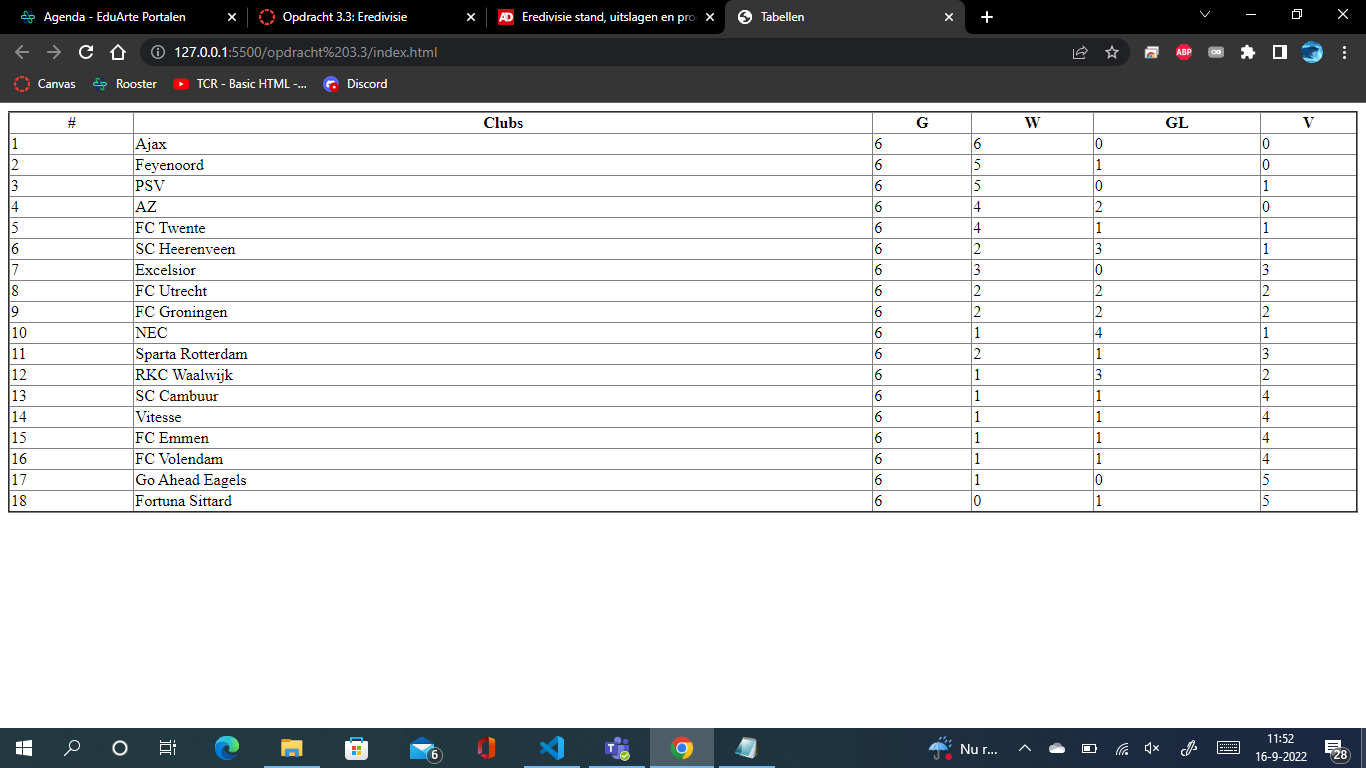 Agenda - EduArte Portalen Opdracht 3.3: Eredivisie Eredivisie stand, uitslagen en pro Tabellen
127.0.0.1:5500/opdracht%203.3/index.html ABP
Canvas Rooster TCR - Basic HTML -... Discord
# Clubs G W GL V
1 Ajax 6 6 0 0
2 Feyenoord 6 5 1 0
3 PSV 6 5 0 1
4 AZ 6 4 2 0
5 FC Twente 6 4 1 1
6 SC Heerenveen 6 2 3 1
7 Excelsior 6 3 0 3
8 FC Utrecht 6 2 2 2
9 FC Groningen 6 2 2 2
10 NEC 6 1 4 1
11 Sparta Rotterdam 6 2 1 3
12 RKC Waalwijk 6 1 3 2
13 SC Cambuur 6 1 1 4
14 Vitesse 6 1 1 4
15 FC Emmen 6 1 1 4
16 FC Volendam 6 1 1 4
17 Go Ahead Eagels 6 1 0 5
18 Fortuna Sittard 6 0 1 5
6 Nu r... 11:52
16-9-2022 28